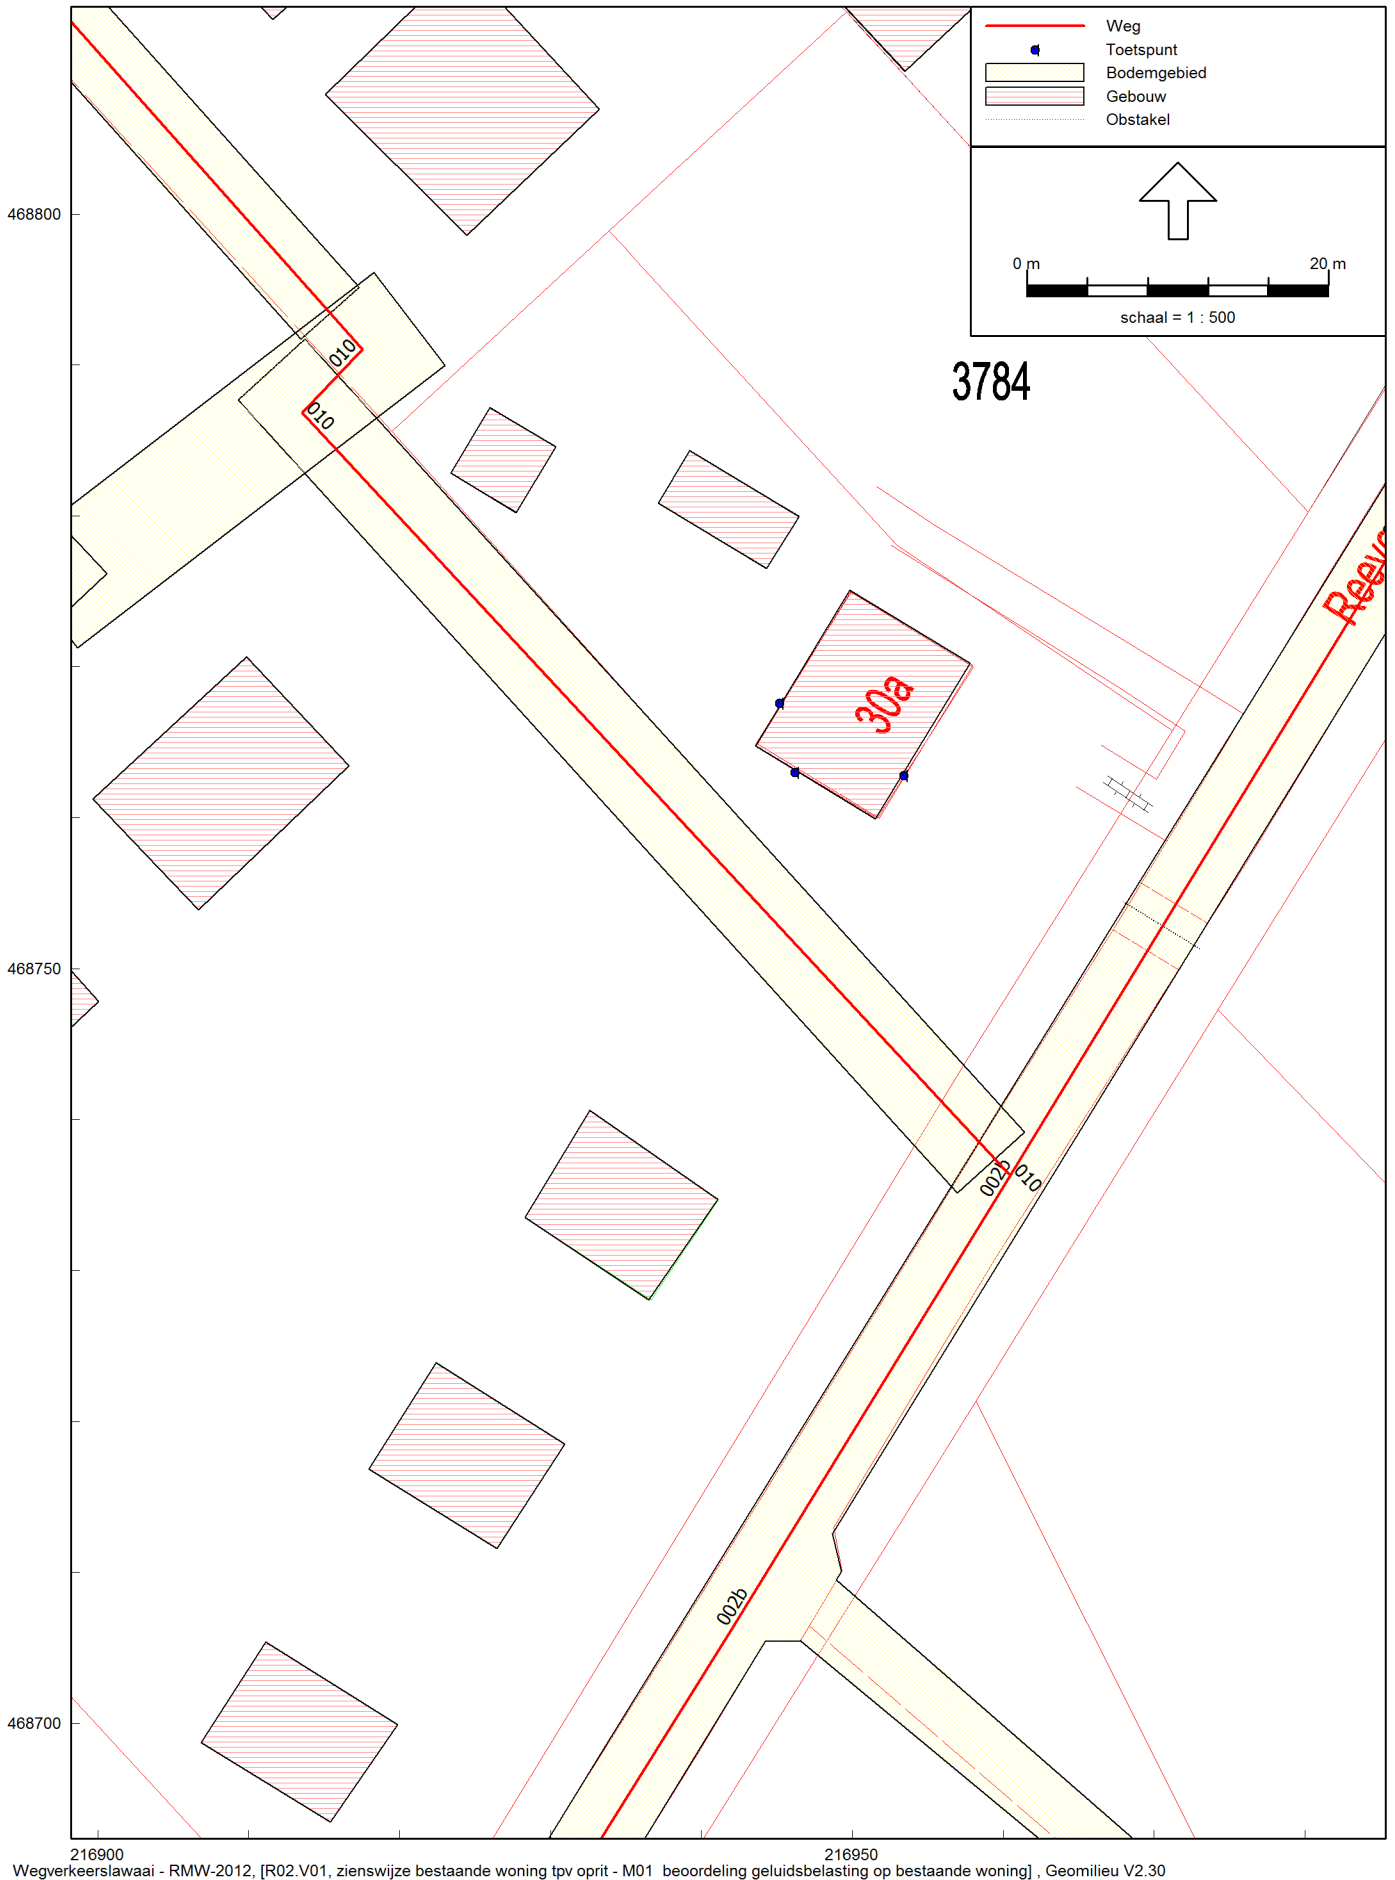 Weg
Toetspunt
Bodemgebied
Gebouw
Obstakel
468800
0 m 20 m
schaal = 1 : 500
010
3784
010
30a
468750
002b
010
002b
468700
216900 216950
Wegverkeerslawaai - RMW-2012, [R02.V01, zienswijze bestaande woning tpv oprit - M01 beoordeling geluidsbelasting op bestaande woning] , Geomilieu V2.30